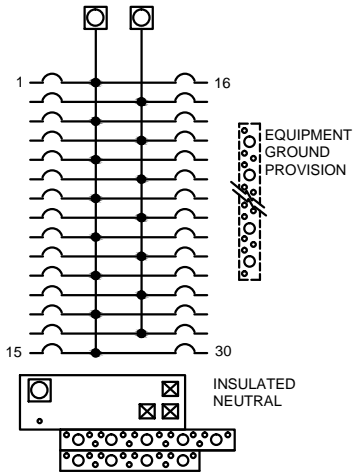 1
16
EQUIPMENT
GROUND
PROVISION
15
30
INSULATED
NEUTRAL